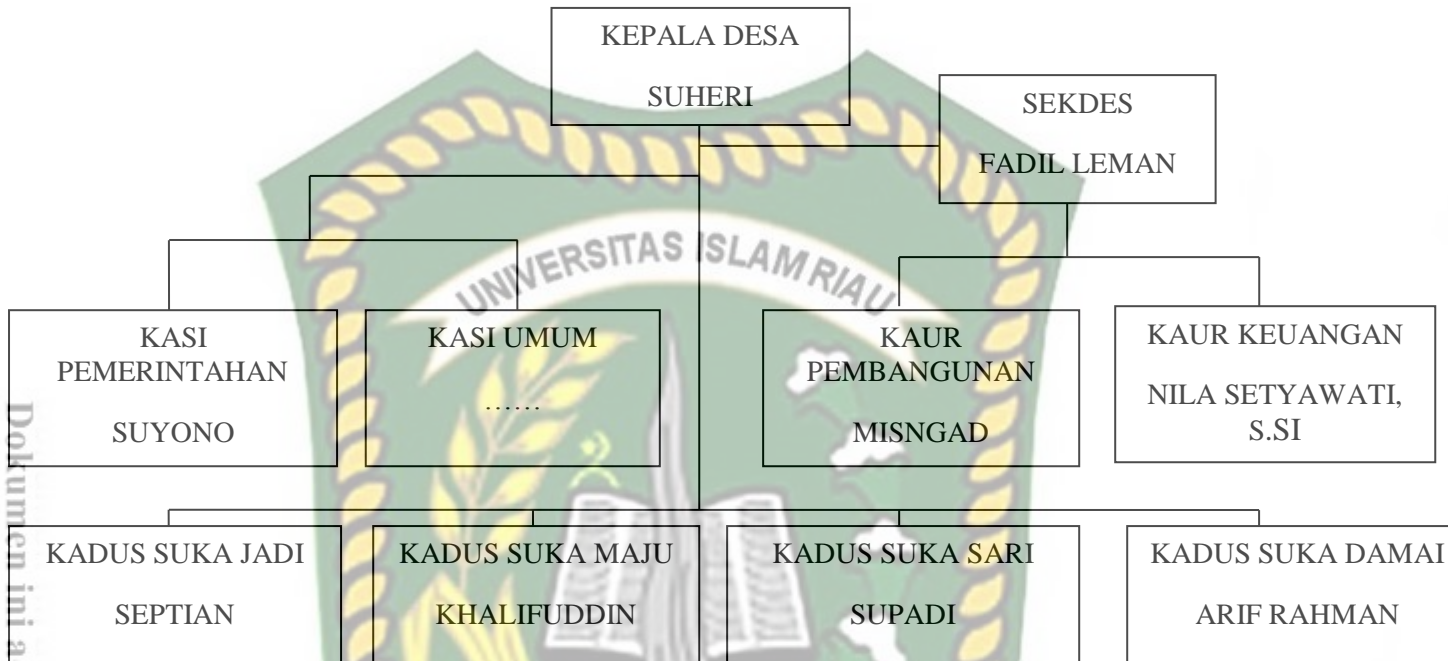 KEPALA DESA
SUHERI
SEKDES
FADIL LEMAN
UNIVERSITAS ISLAM RIAU
KASI
PEMERINTAHAN
SUYONO
KASI UMUM
......
KAUR
PEMBANGUNAN
MISNGAD
KAUR KEUANGAN
NILA SETYAWATI,
S.SI
KADUS SUKA JADI
SEPTIAN
KADUS SUKA MAJU
KHALIFUDDIN
KADUS SUKA SARI
SUPADI
KADUS SUKA DAMAI
ARIF RAHMAN
Dokumen ini a